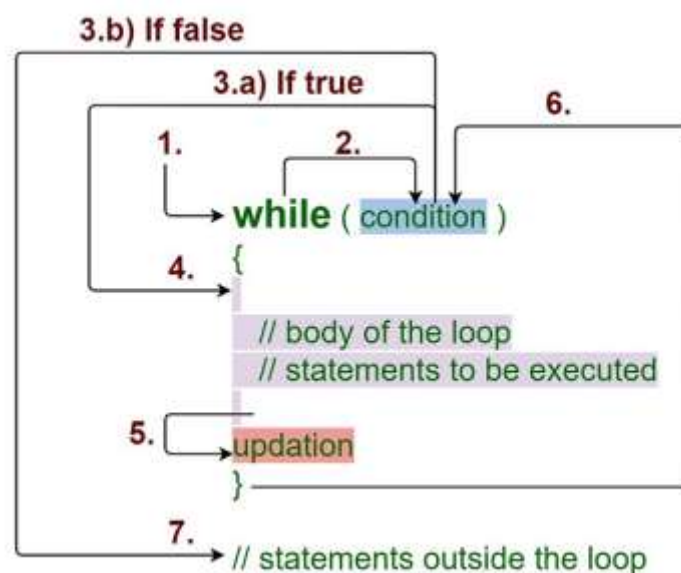 3.b) If false
3.a) If true
6.
1.
2.
while ( condition )
{
4.
// body of the loop
// statements to be executed
5.
updation
}
7.
// statements outside the loop